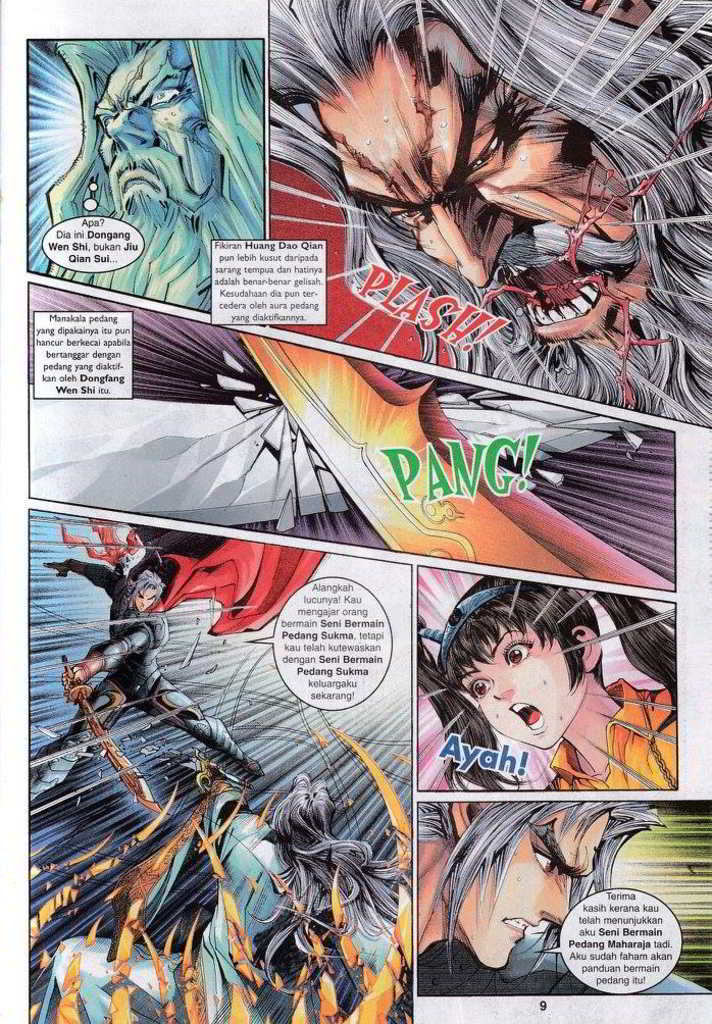 Apa?
Dia ini Dongang
Wen Shi, bukan Jiu
Qian Sui...
Fikiran Huang Dao Qian
pun lebih kusut daripada
sarang tempua dan hatinya
adalah benar-benar gelisah.
Kesudahaan dia pun ter-
cedera oleh aura pedang
yang diaktifkannya.
PLASH!!
Manakala pedang
yang dipakainya itu pun
hancur berkecai apabila
bertanggar dengan
pedang yang diaktif-
kan oleh Dongfang
Wen Shi itu.
PANG!
Alangkah
lucunya! Kau
mengajar orang
bermain Seni Bermain
Pedang Sukma, tetapi
kau telah kutewaskan
dengan Seni Bermain
Pedang Sukma
keluargaku
sekarang!
Ayah!
Terima
kasih kerana kau
telah menunjukkan
aku Seni Bermain
Pedang Maharaja tadi.
Aku sudah faham akan
panduan bermain
pedang itu!
9